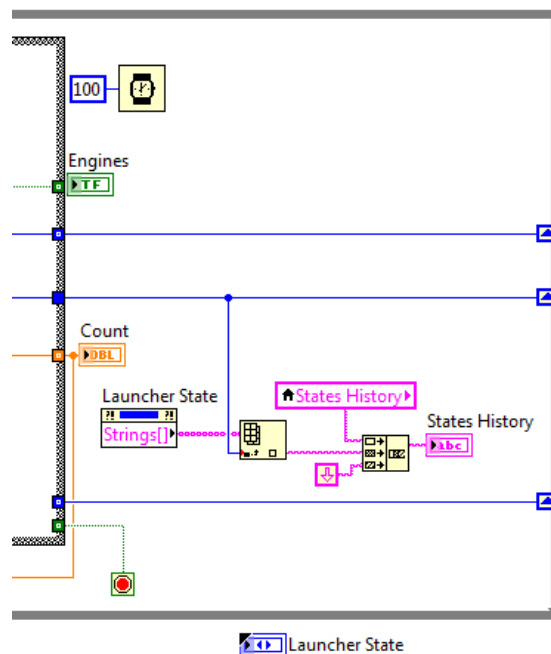 100
Engines
TF
Count
DBL
Launcher State
Strings[]
States History
States History
abc
Launcher State